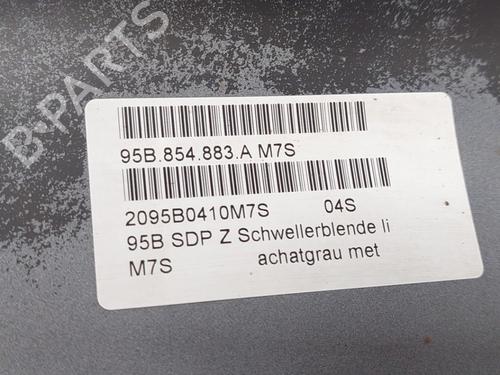 B-PARTS
95B.854.883.A M7S
2095B0410M7S 04S
95B SDP Z Schwellerblende li
M7S achatgrau met